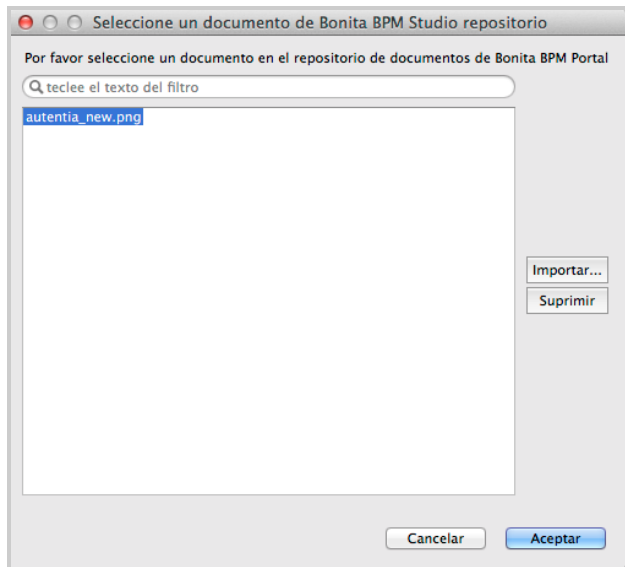 Seleccione un documento de Bonita BPM Studio repositorio
Por favor seleccione un documento en el repositorio de documentos de Bonita BPM Portal
teclee el texto del filtro
autentia_new.png
Importar...
Suprimir
Cancelar
Aceptar